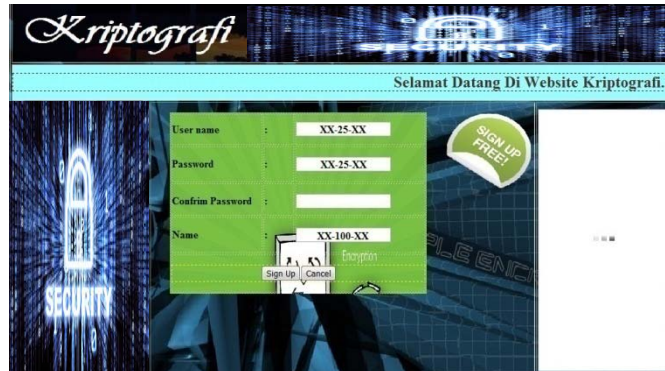 Kriptografi
SECURITY
Selamat Datang Di Website Kriptografi.
User name : XX-25-XX
Password : XX-25-XX
Confrim Password :
Name : XX-100-XX
Encryption
Sign Up Cancel
SIGN UP
FREE!
SECURITY